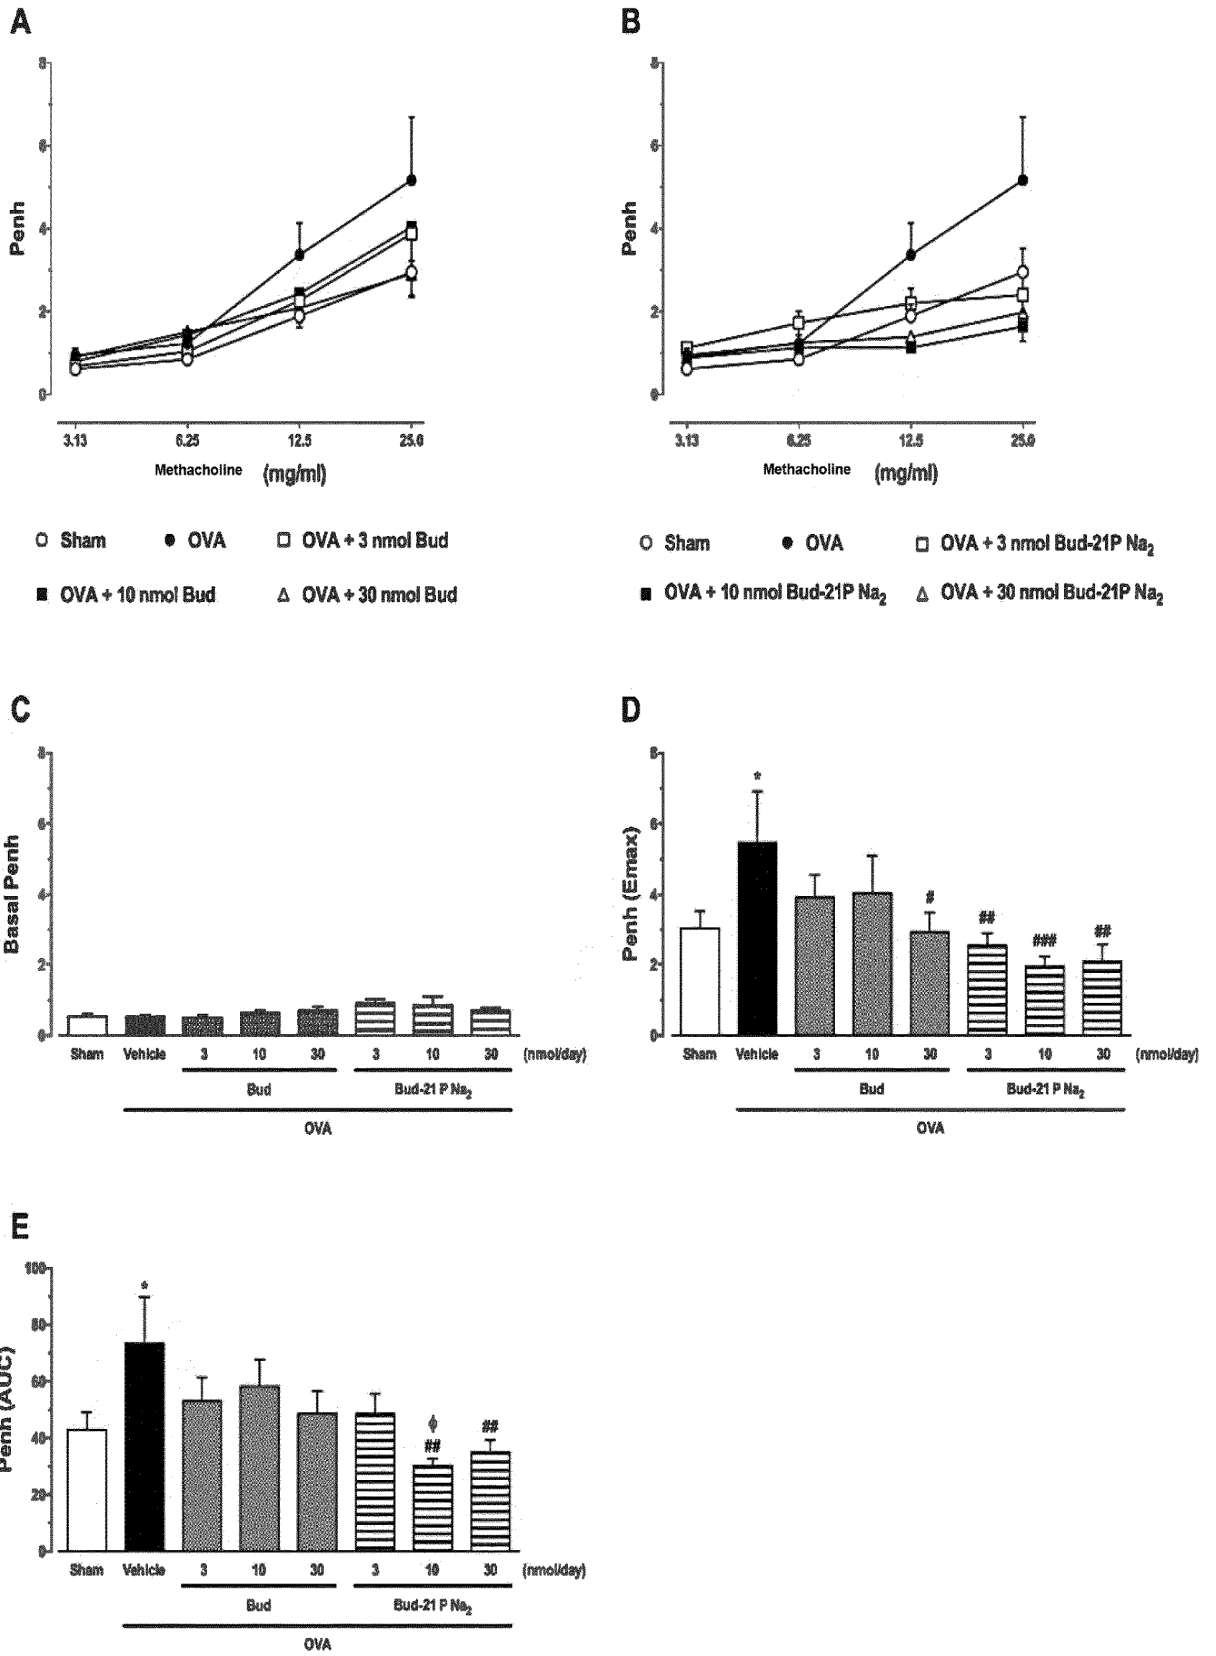 A
8
6
4
2
0
Penh
3.13 6.25 12.5 25.0
Methacholine (mg/ml)
○ Sham ● OVA □ OVA + 3 nmol Bud
■ OVA + 10 nmol Bud △ OVA + 30 nmol Bud
B
8
6
4
2
0
Penh
3.13 6.25 12.5 25.0
Methacholine (mg/ml)
○ Sham ● OVA □ OVA + 3 nmol Bud-21P Na₂
■ OVA + 10 nmol Bud-21P Na₂ △ OVA + 30 nmol Bud-21P Na₂
C
8
6
4
2
0
Basal Penh
Sham Vehicle 3 10 30 3 10 30 (nmol/day)
Bud Bud-21 P Na₂
OVA
D
8
6
4
2
0
Penh (Emax)
* # ## ### ##
Sham Vehicle 3 10 30 3 10 30 (nmol/day)
Bud Bud-21 P Na₂
OVA
E
100
80
60
40
20
0
Penh (AUC)
*
ϕ
## ##
Sham Vehicle 3 10 30 3 10 30 (nmol/day)
Bud Bud-21 P Na₂
OVA